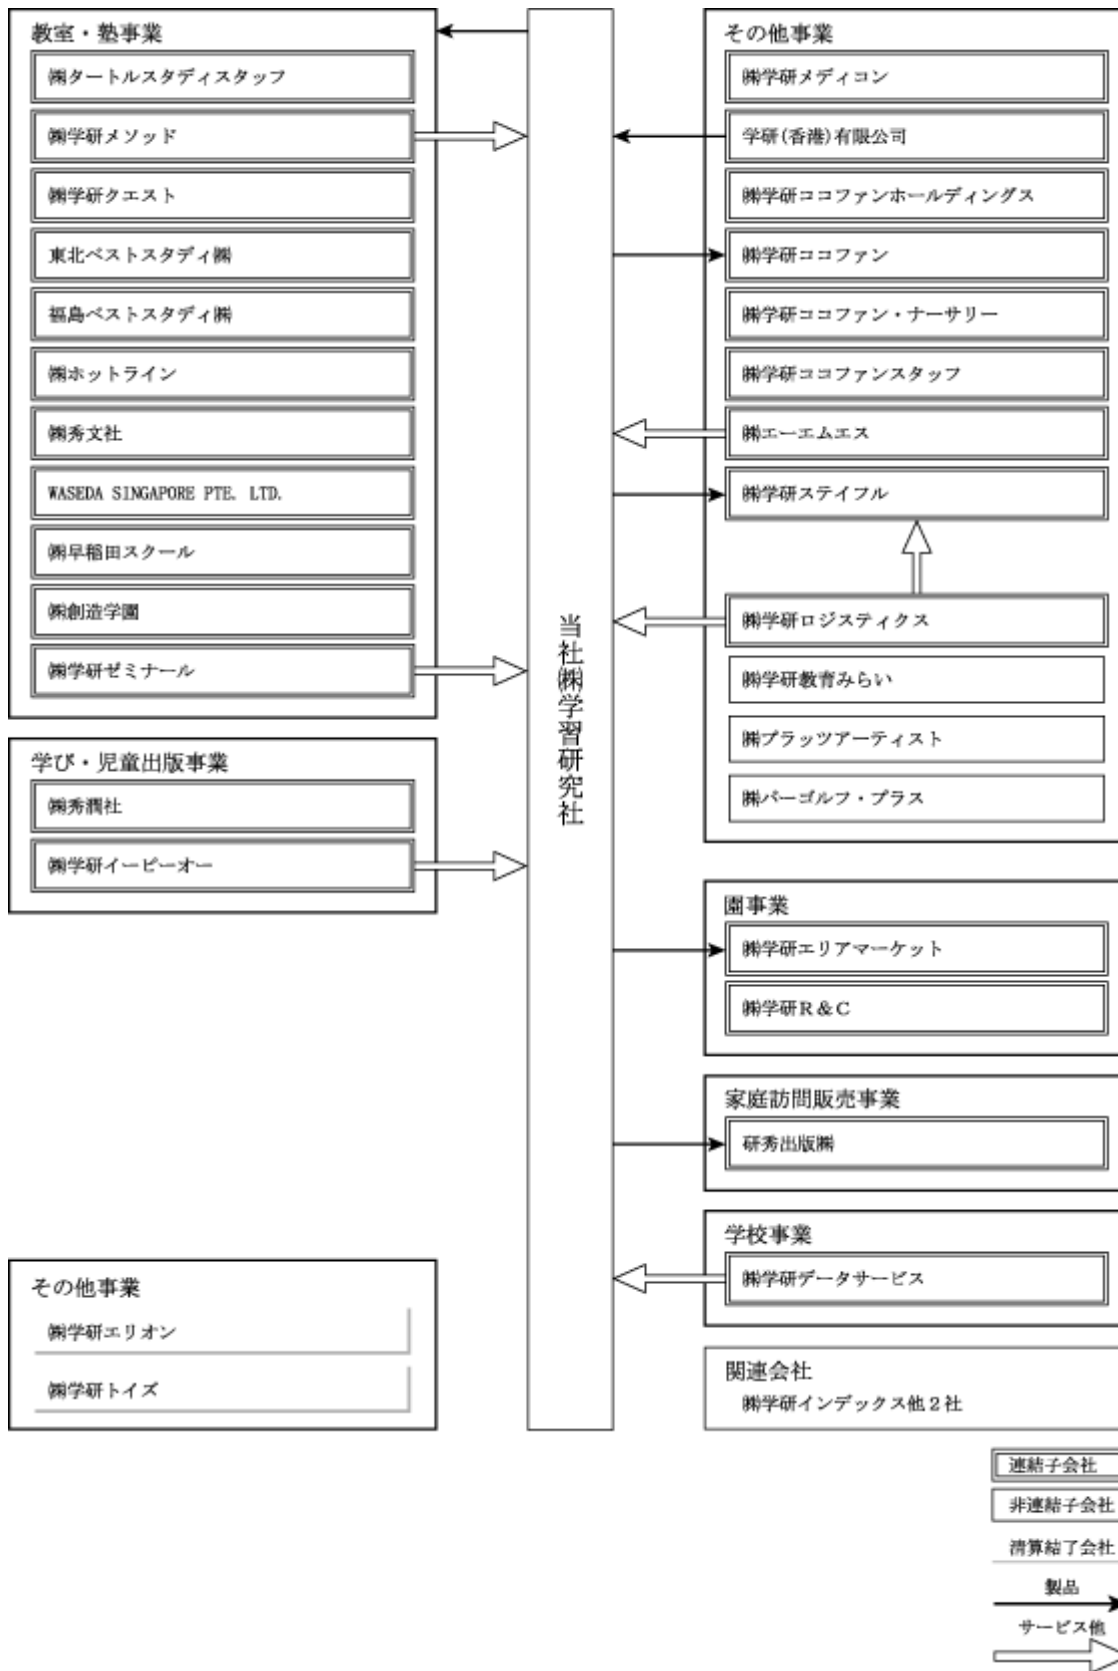 教室・塾事業
㈱タートルスタディスタッフ
㈱学研メソッド
㈱学研クエスト
東北ベストスタディ㈱
福島ベストスタディ㈱
㈱ホットライン
㈱秀文社
WASEDA SINGAPORE PTE. LTD.
㈱早稲田スクール
㈱創造学園
㈱学研ゼミナール
学び・児童出版事業
㈱秀潤社
㈱学研イーピーオー
その他事業
㈱学研エリオン
㈱学研トイズ
当社㈱学習研究社
その他事業
㈱学研メディコン
学研(香港)有限公司
㈱学研ココファンホールディングス
㈱学研ココファン
㈱学研ココファン・ナーサリー
㈱学研ココファンスタッフ
㈱エーエムエス
㈱学研ステイフル
㈱学研ロジスティクス
㈱学研教育みらい
㈱ブラッツアーティスト
㈱パーゴルフ・プラス
園事業
㈱学研エリアマーケット
㈱学研R＆C
家庭訪問販売事業
研秀出版㈱
学校事業
㈱学研データサービス
関連会社
㈱学研インデックス他2社
連結子会社
非連結子会社
清算結了会社
製品
サービス他